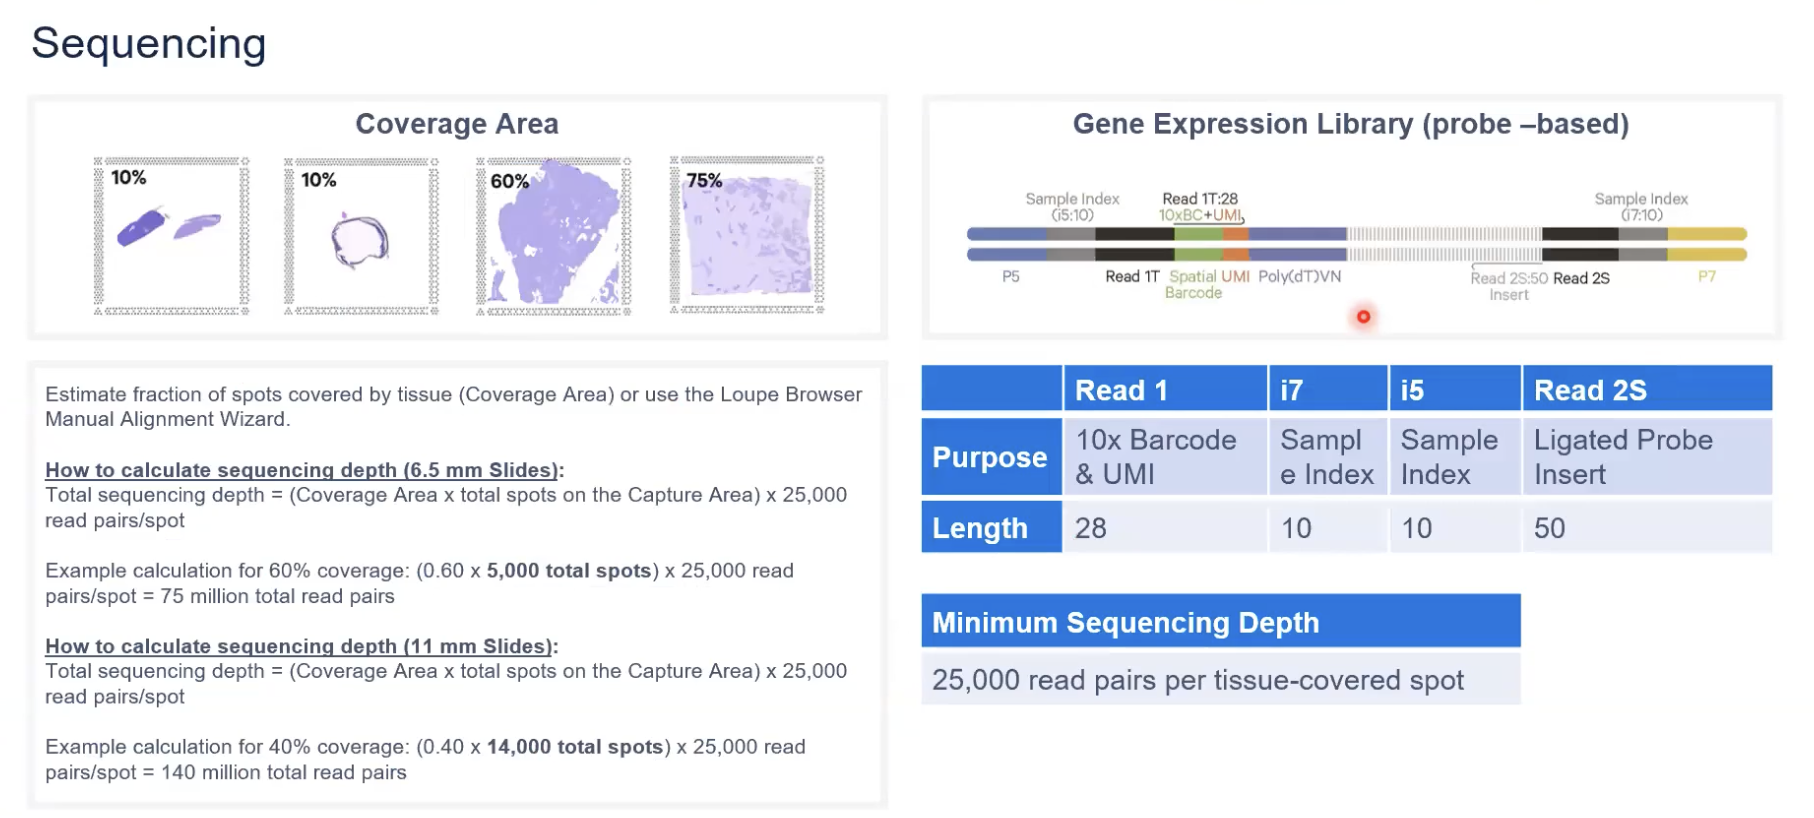 Sequencing
Coverage Area
10%
10%
60%
75%
Estimate fraction of spots covered by tissue (Coverage Area) or use the Loupe Browser
Manual Alignment Wizard.
How to calculate sequencing depth (6.5 mm Slides):
Total sequencing depth = (Coverage Area x total spots on the Capture Area) x 25,000
read pairs/spot
Example calculation for 60% coverage: (0.60 x 5,000 total spots) x 25,000 read
pairs/spot = 75 million total read pairs
How to calculate sequencing depth (11 mm Slides):
Total sequencing depth = (Coverage Area x total spots on the Capture Area) x 25,000
read pairs/spot
Example calculation for 40% coverage: (0.40 x 14,000 total spots) x 25,000 read
pairs/spot = 140 million total read pairs
Gene Expression Library (probe –based)
Sample Index
(i5:10)
Read 1T:28
10xBC+UMI
Sample Index
(i7:10)
P5
Read 1T
Spatial
Barcode
UMI
Poly(dT)VN
Read 2S:50
Insert
Read 2S
P7
Read 1 i7 i5 Read 2S
Purpose
10x Barcode
& UMI
Sampl
e Index
Sample
Index
Ligated Probe
Insert
Length 28 10 10 50
Minimum Sequencing Depth
25,000 read pairs per tissue-covered spot